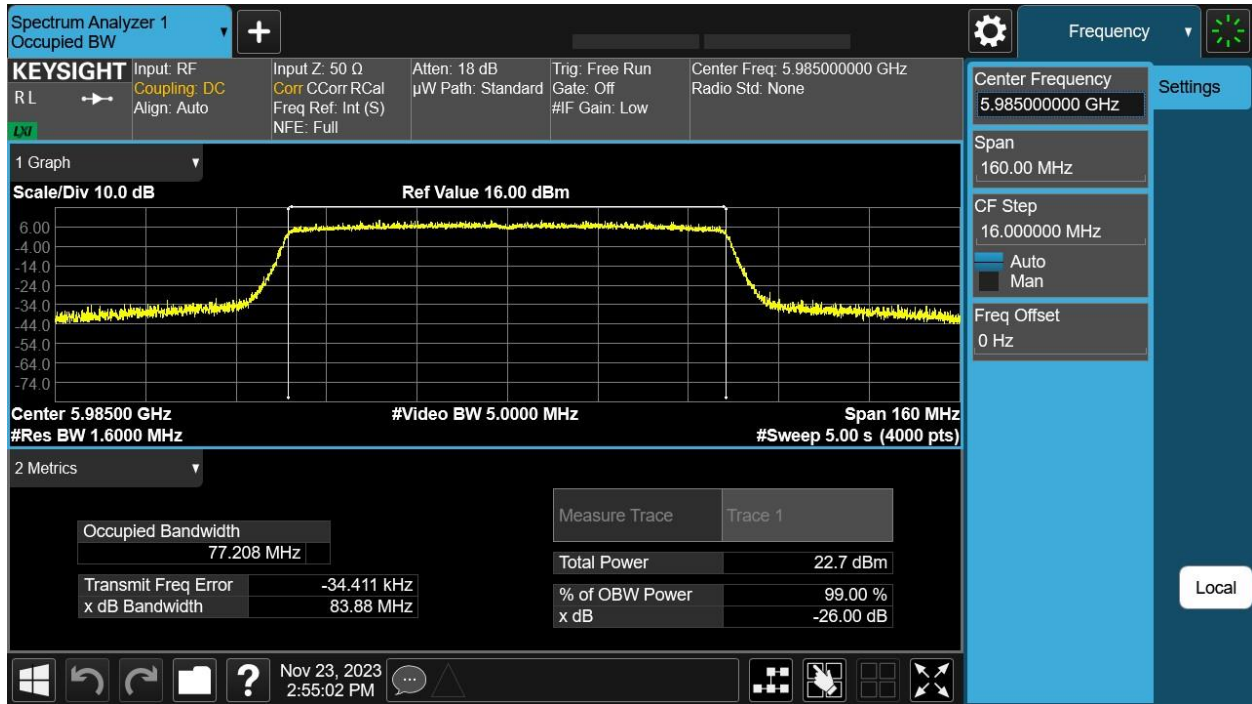 Spectrum Analyzer 1
Occupied BW
+
Frequency
KEYSIGHT
R L
LXI
Input: RF
Coupling: DC
Align: Auto
Input Z: 50 Ω
Corr CCorr RCal
Freq Ref: Int (S)
NFE: Full
Atten: 18 dB
µW Path: Standard
Trig: Free Run
Gate: Off
#IF Gain: Low
Center Freq: 5.985000000 GHz
Radio Std: None
Center Frequency
5.985000000 GHz
Settings
Span
160.00 MHz
CF Step
16.000000 MHz
Auto
Man
Freq Offset
0 Hz
Local
1 Graph
Scale/Div 10.0 dB
Ref Value 16.00 dBm
6.00
-4.00
-14.0
-24.0
-34.0
-44.0
-54.0
-64.0
-74.0
Center 5.98500 GHz
#Video BW 5.0000 MHz
Span 160 MHz
#Res BW 1.6000 MHz
#Sweep 5.00 s (4000 pts)
2 Metrics
Occupied Bandwidth
77.208 MHz
Transmit Freq Error -34.411 kHz
x dB Bandwidth 83.88 MHz
Measure Trace Trace 1
Total Power 22.7 dBm
% of OBW Power 99.00 %
x dB -26.00 dB
?
Nov 23, 2023
2:55:02 PM